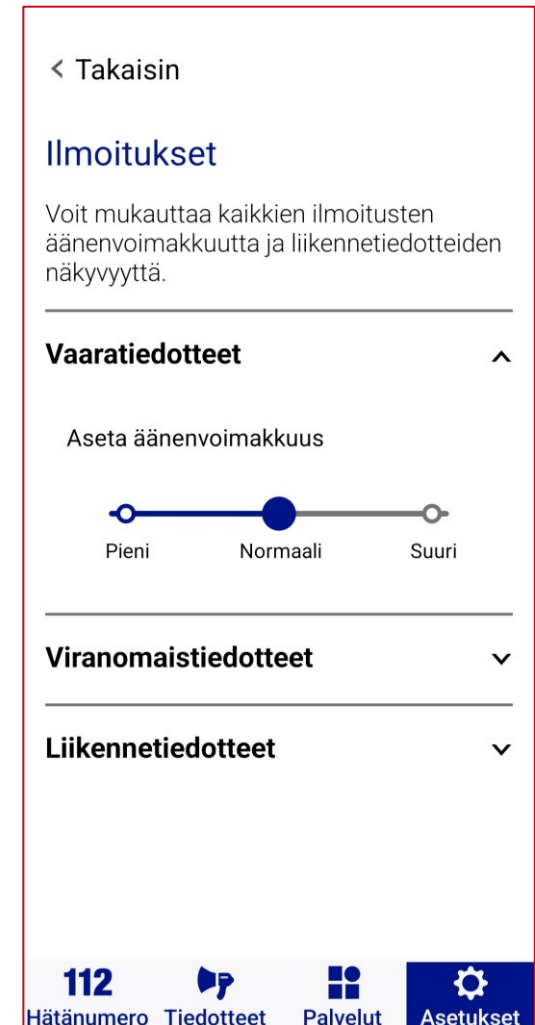 < Takaisin
Ilmoitukset
Voit mukauttaa kaikkien ilmoitusten
äänenvoimakkuutta ja liikennetiedotteiden
näkyvyyttä.
Vaaratiedotteet
Aseta äänenvoimakkuus
Pieni Normaali Suuri
Viranomaistiedotteet
Liikennetiedotteet
112
Hätänumero Tiedotteet Palvelut Asetukset